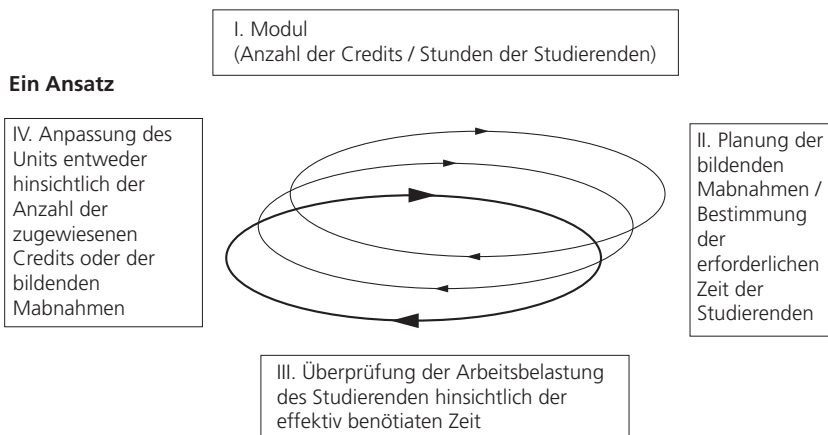 I. Modul
(Anzahl der Credits / Stunden der Studierenden)
Ein Ansatz
IV. Anpassung des
Units entweder
hinsichtlich der
Anzahl der
zugewiesenen
Credits oder der
bildenden
Mabnahmen
II. Planung der
bildenden
Mabnahmen /
Bestimmung
der
erforderlichen
Zeit der
Studierenden
III. Überprüfung der Arbeitsbelastung
des Studierenden hinsichtlich der
effektiv benötiaten Zeit